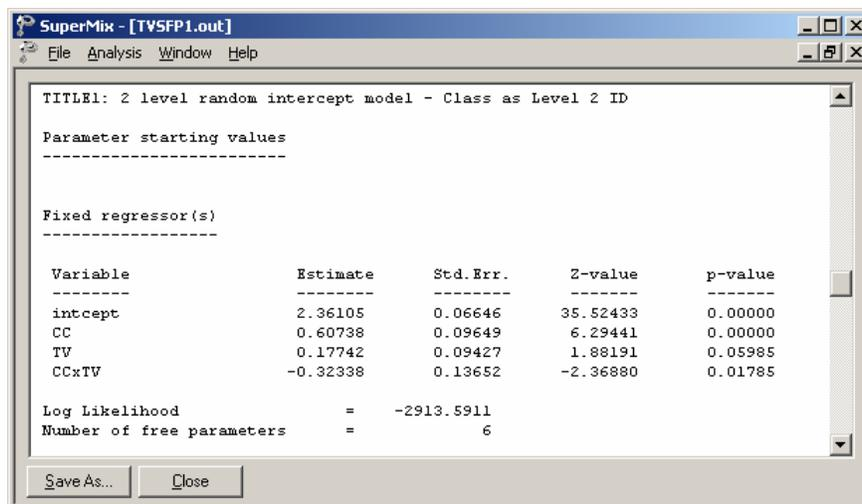 SuperMix - [TVSFP1.out]
File Analysis Window Help
TITLE1: 2 level random intercept model - Class as Level 2 ID
Parameter starting values
-------------------------
Fixed regressor(s)
------------------
Variable Estimate Std.Err. Z-value p-value
-------- -------- -------- ------- -------
intcept 2.36105 0.06646 35.52433 0.00000
CC 0.60738 0.09649 6.29441 0.00000
TV 0.17742 0.09427 1.88191 0.05985
CCxTV -0.32338 0.13652 -2.36880 0.01785
Log Likelihood = -2913.5911
Number of free parameters = 6
Save As... Close